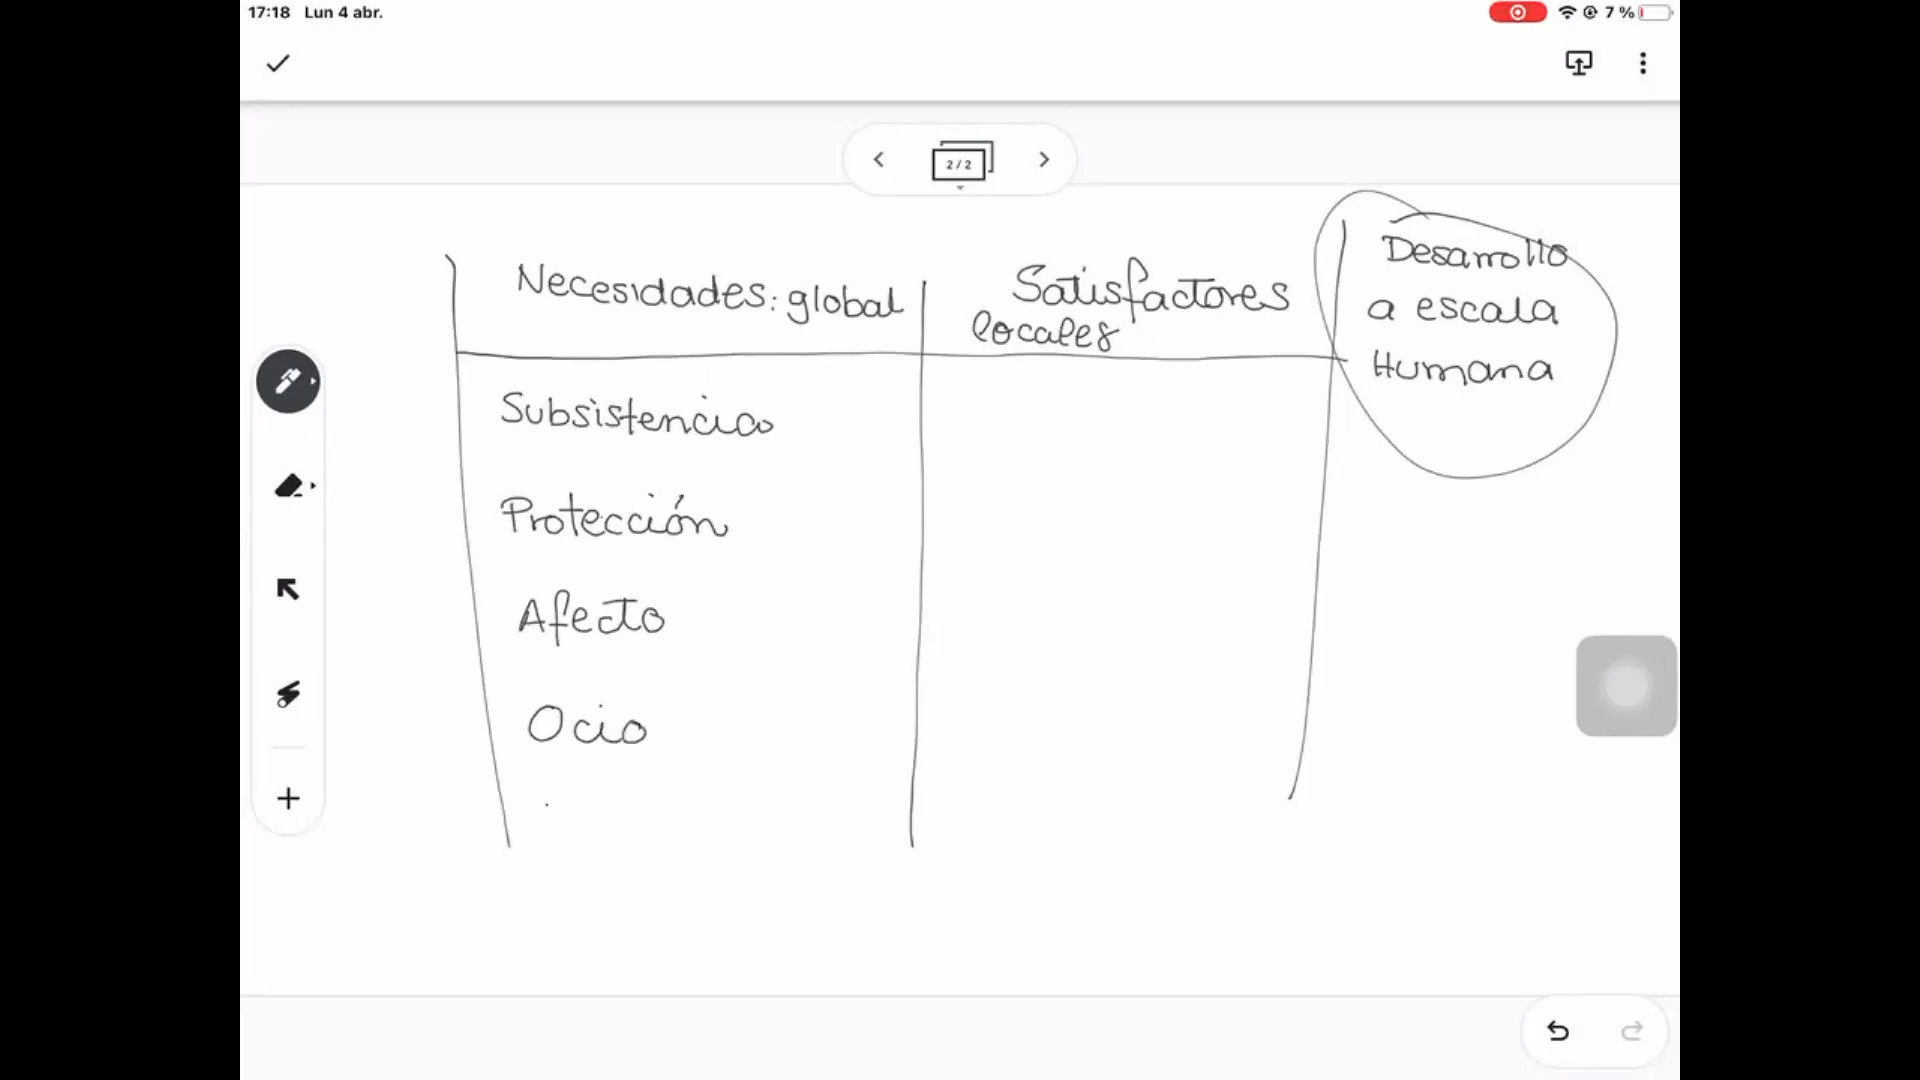 17:18 Lun 4 abr. 7 %
2 / 2
Necesidades: global
Satisfactores
locales
Desarrollo
a escala
Humana
Subsistencia
Protección
Afecto
Ocio